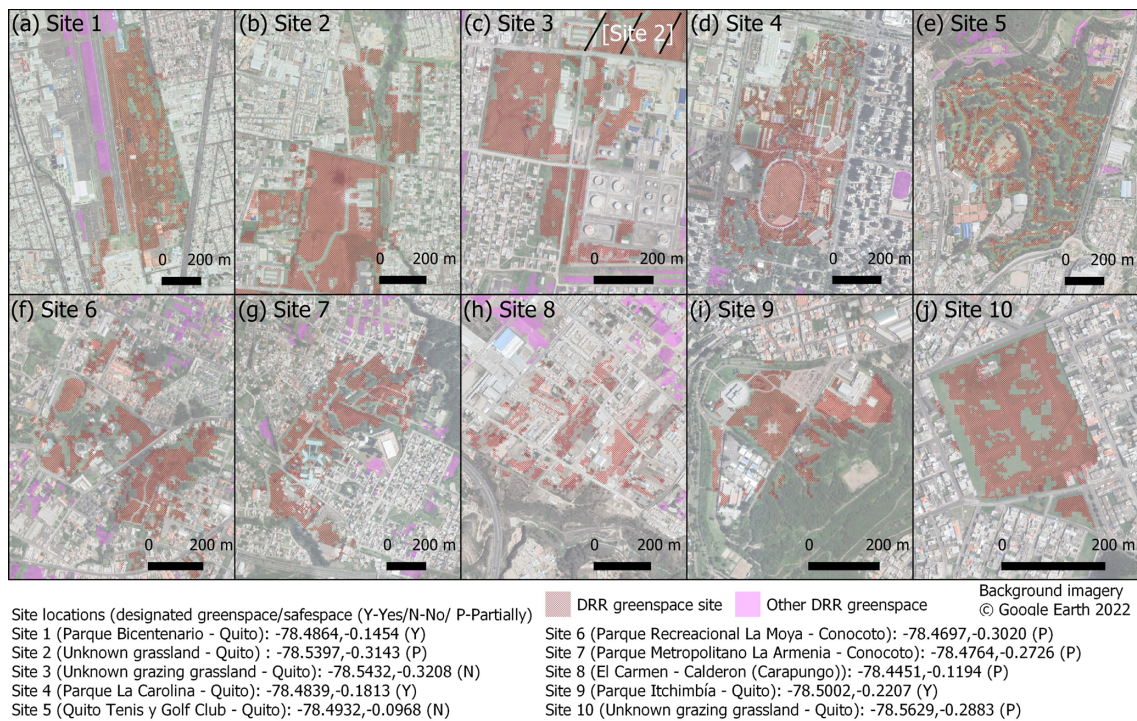 (a) Site 1
0 200 m
(b) Site 2
0 200 m
(c) Site 3
[Site 2]
0 200 m
(d) Site 4
0 200 m
(e) Site 5
0 200 m
(f) Site 6
0 200 m
(g) Site 7
0 200 m
(h) Site 8
0 200 m
(i) Site 9
0 200 m
(j) Site 10
0 200 m
Site locations (designated greenspace/safespace (Y-Yes/N-No/ P-Partially)
Site 1 (Parque Bicentenario - Quito): -78.4864,-0.1454 (Y)
Site 2 (Unknown grassland - Quito) : -78.5397,-0.3143 (P)
Site 3 (Unknown grazing grassland - Quito): -78.5432,-0.3208 (N)
Site 4 (Parque La Carolina - Quito): -78.4839,-0.1813 (Y)
Site 5 (Quito Tenis y Golf Club - Quito): -78.4932,-0.0968 (N)
DRR greenspace site
Other DRR greenspace
Background imagery
© Google Earth 2022
Site 6 (Parque Recreacional La Moya - Conocoto): -78.4697,-0.3020 (P)
Site 7 (Parque Metropolitano La Armenia - Conocoto): -78.4764,-0.2726 (P)
Site 8 (El Carmen - Calderon (Carapungo)): -78.4451,-0.1194 (P)
Site 9 (Parque Itchimbía - Quito): -78.5002,-0.2207 (Y)
Site 10 (Unknown grazing grassland - Quito): -78.5629,-0.2883 (P)